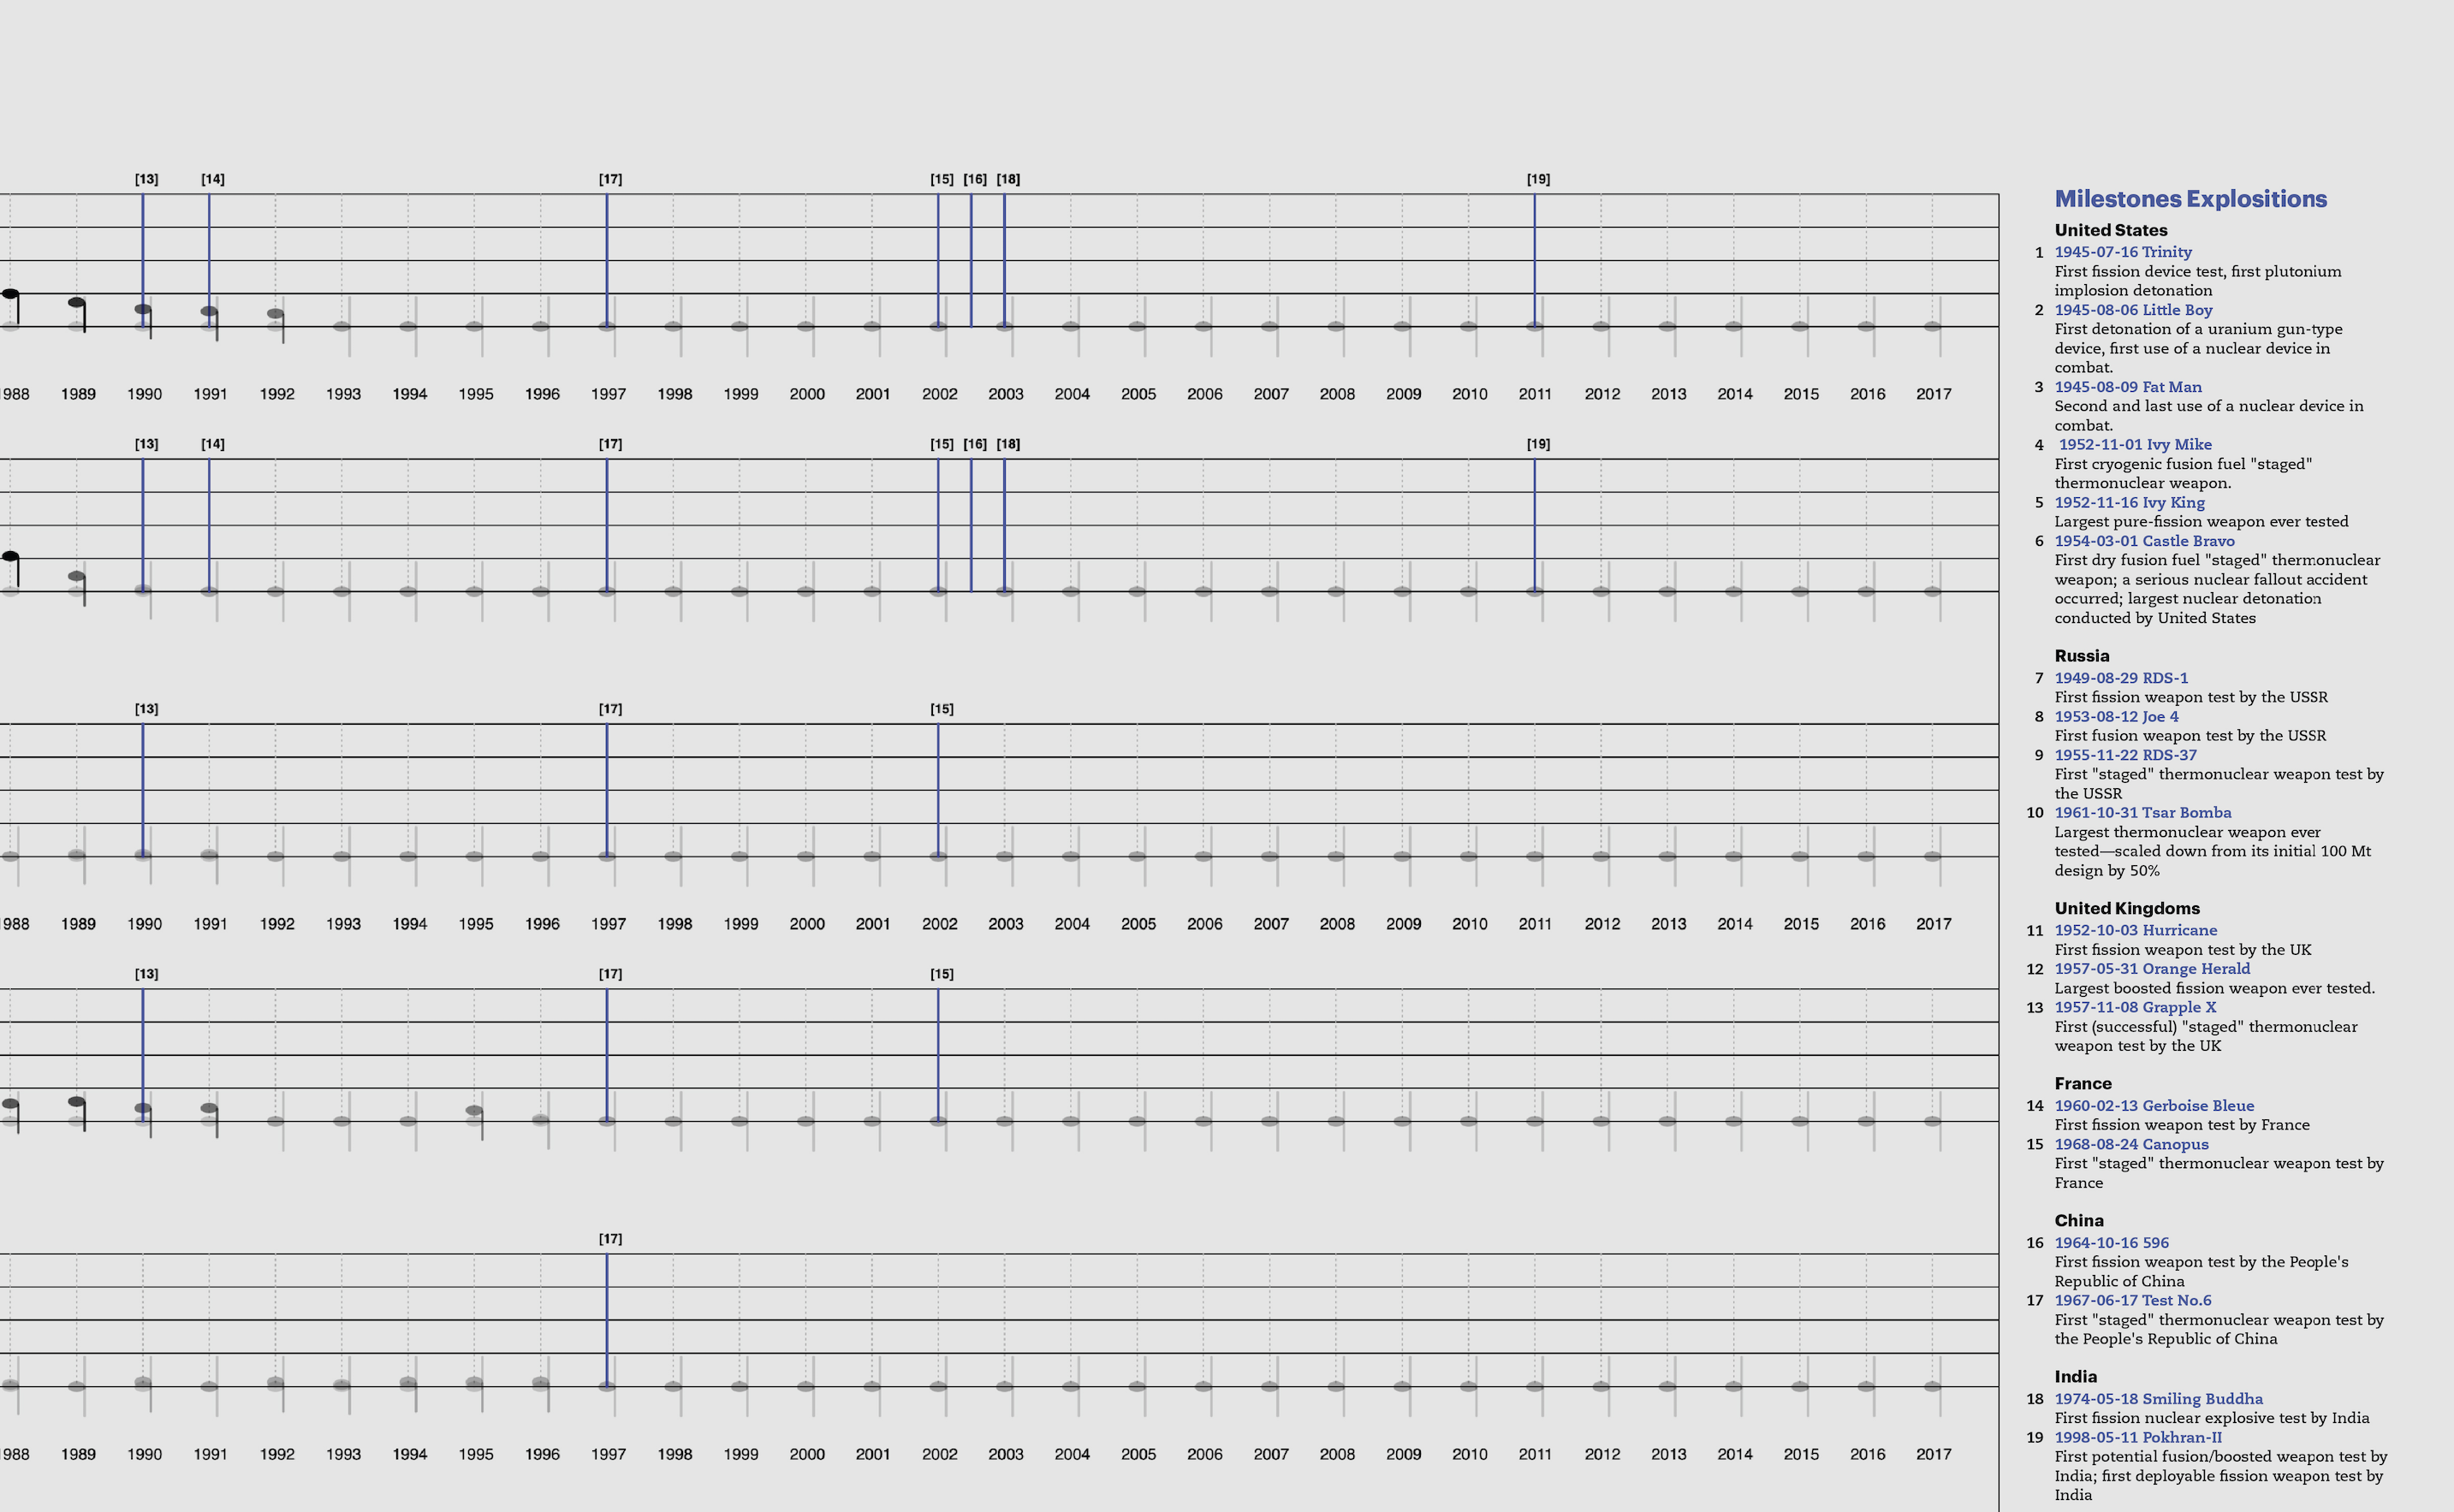 [13] [14] [17] [15] [16] [18] [19]
1988 1989 1990 1991 1992 1993 1994 1995 1996 1997 1998 1999 2000 2001 2002 2003 2004 2005 2006 2007 2008 2009 2010 2011 2012 2013 2014 2015 2016 2017
[13] [14] [17] [15] [16] [18] [19]
[13] [17] [15]
1988 1989 1990 1991 1992 1993 1994 1995 1996 1997 1998 1999 2000 2001 2002 2003 2004 2005 2006 2007 2008 2009 2010 2011 2012 2013 2014 2015 2016 2017
[13] [17] [15]
[17]
1988 1989 1990 1991 1992 1993 1994 1995 1996 1997 1998 1999 2000 2001 2002 2003 2004 2005 2006 2007 2008 2009 2010 2011 2012 2013 2014 2015 2016 2017
Milestones Explositions
United States
1 1945-07-16 Trinity
First fission device test, first plutonium
implosion detonation
2 1945-08-06 Little Boy
First detonation of a uranium gun-type
device, first use of a nuclear device in
combat.
3 1945-08-09 Fat Man
Second and last use of a nuclear device in
combat.
4 1952-11-01 Ivy Mike
First cryogenic fusion fuel "staged"
thermonuclear weapon.
5 1952-11-16 Ivy King
Largest pure-fission weapon ever tested
6 1954-03-01 Castle Bravo
First dry fusion fuel "staged" thermonuclear
weapon; a serious nuclear fallout accident
occurred; largest nuclear detonation
conducted by United States
Russia
7 1949-08-29 RDS-1
First fission weapon test by the USSR
8 1953-08-12 Joe 4
First fusion weapon test by the USSR
9 1955-11-22 RDS-37
First "staged" thermonuclear weapon test by
the USSR
10 1961-10-31 Tsar Bomba
Largest thermonuclear weapon ever
tested—scaled down from its initial 100 Mt
design by 50%
United Kingdoms
11 1952-10-03 Hurricane
First fission weapon test by the UK
12 1957-05-31 Orange Herald
Largest boosted fission weapon ever tested.
13 1957-11-08 Grapple X
First (successful) "staged" thermonuclear
weapon test by the UK
France
14 1960-02-13 Gerboise Bleue
First fission weapon test by France
15 1968-08-24 Canopus
First "staged" thermonuclear weapon test by
France
China
16 1964-10-16 596
First fission weapon test by the People's
Republic of China
17 1967-06-17 Test No.6
First "staged" thermonuclear weapon test by
the People's Republic of China
India
18 1974-05-18 Smiling Buddha
First fission nuclear explosive test by India
19 1998-05-11 Pokhran-II
First potential fusion/boosted weapon test by
India; first deployable fission weapon test by
India